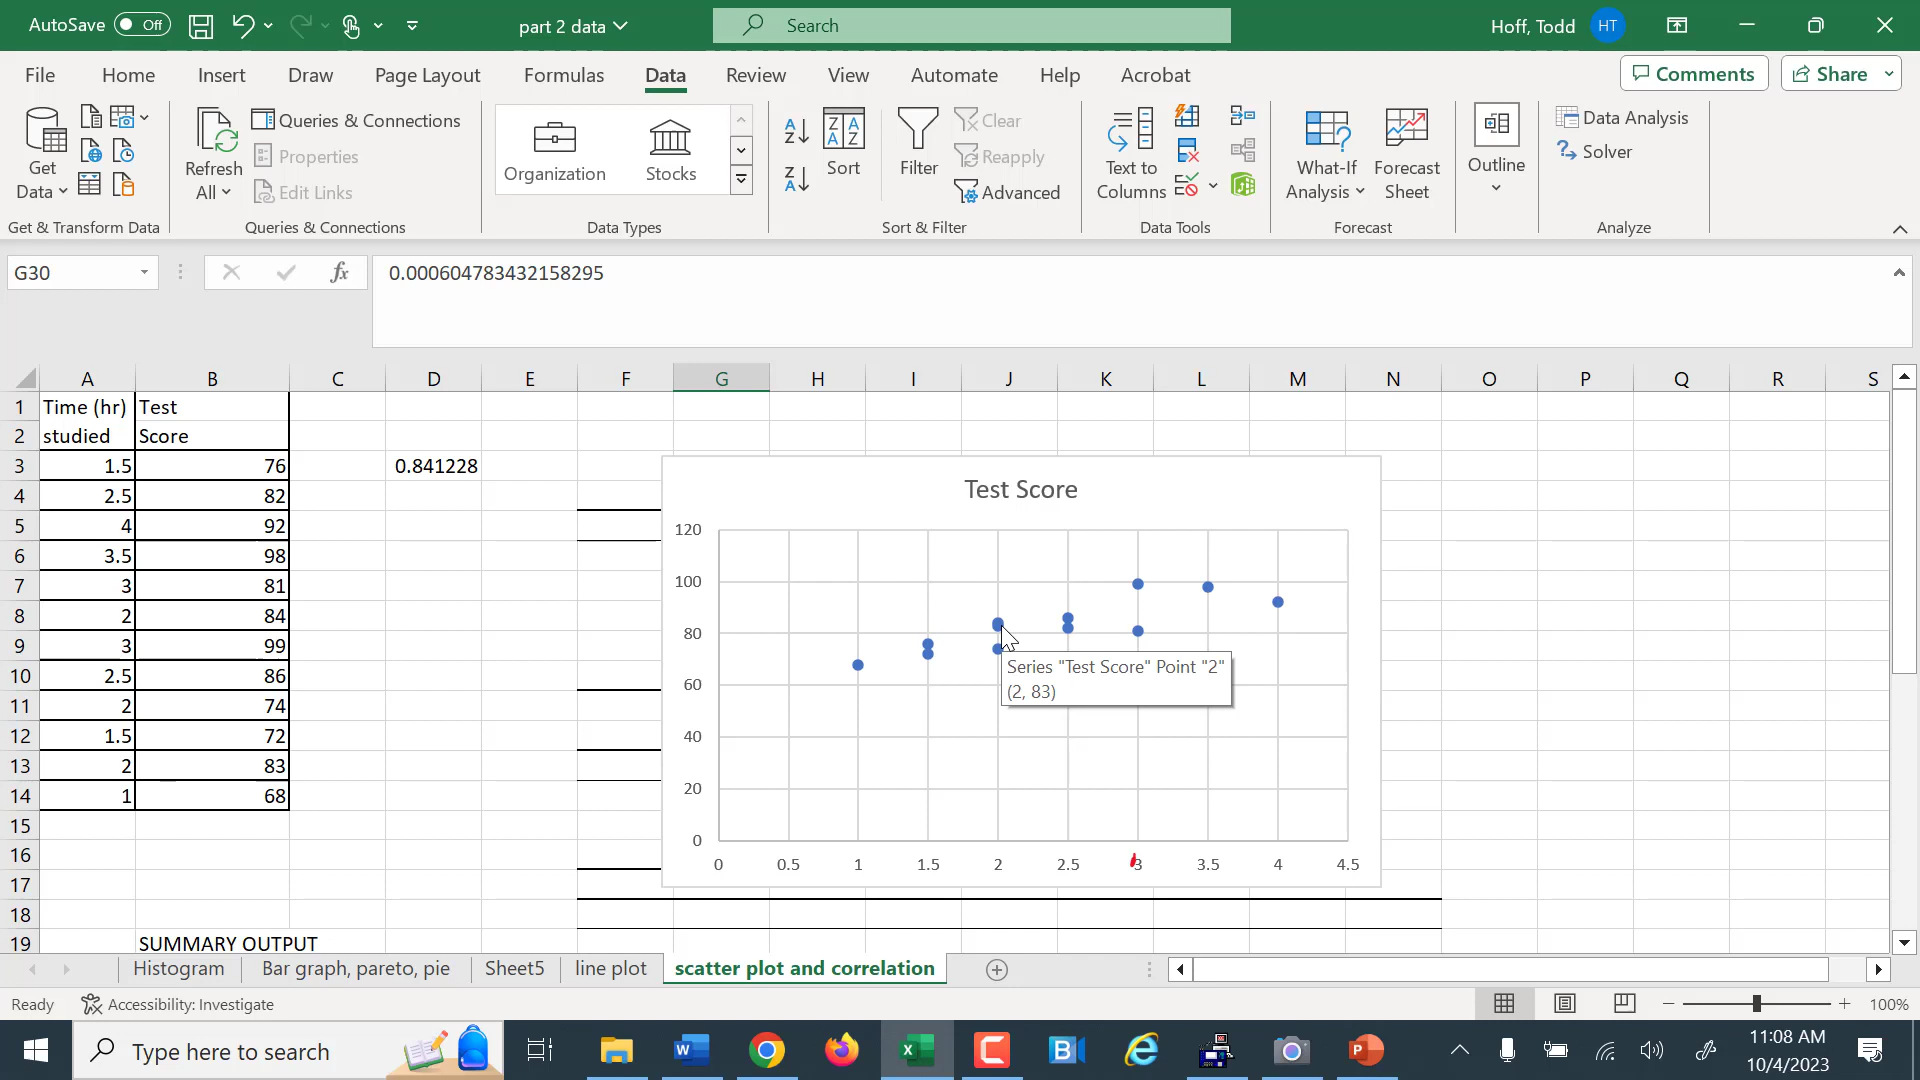 AutoSave Off part 2 data Search Hoff, Todd HT
File Home Insert Draw Page Layout Formulas Data Review View Automate Help Acrobat Comments Share
Get Data
Refresh All
Queries & Connections
Properties
Edit Links
Organization Stocks
Sort
Filter
Clear
Reapply
Advanced
Text to Columns
What-If Analysis
Forecast Sheet
Outline
Data Analysis
Solver
Get & Transform Data Queries & Connections Data Types Sort & Filter Data Tools Forecast Analyze
G30 fx 0.000604783432158295
A B C D E F G H I J K L M N O P Q R S
1 Time (hr) Test
2 studied Score
3 1.5 76 0.841228
4 2.5 82
5 4 92
6 3.5 98
7 3 81
8 2 84
9 3 99
10 2.5 86
11 2 74
12 1.5 72
13 2 83
14 1 68
15
16
17
18
19 SUMMARY OUTPUT
Test Score
120
100
80
60
40
20
0
0 0.5 1 1.5 2 2.5 3 3.5 4 4.5
Series "Test Score" Point "2"
(2, 83)
Histogram Bar graph, pareto, pie Sheet5 line plot scatter plot and correlation
Ready Accessibility: Investigate 100%
Type here to search
11:08 AM
10/4/2023